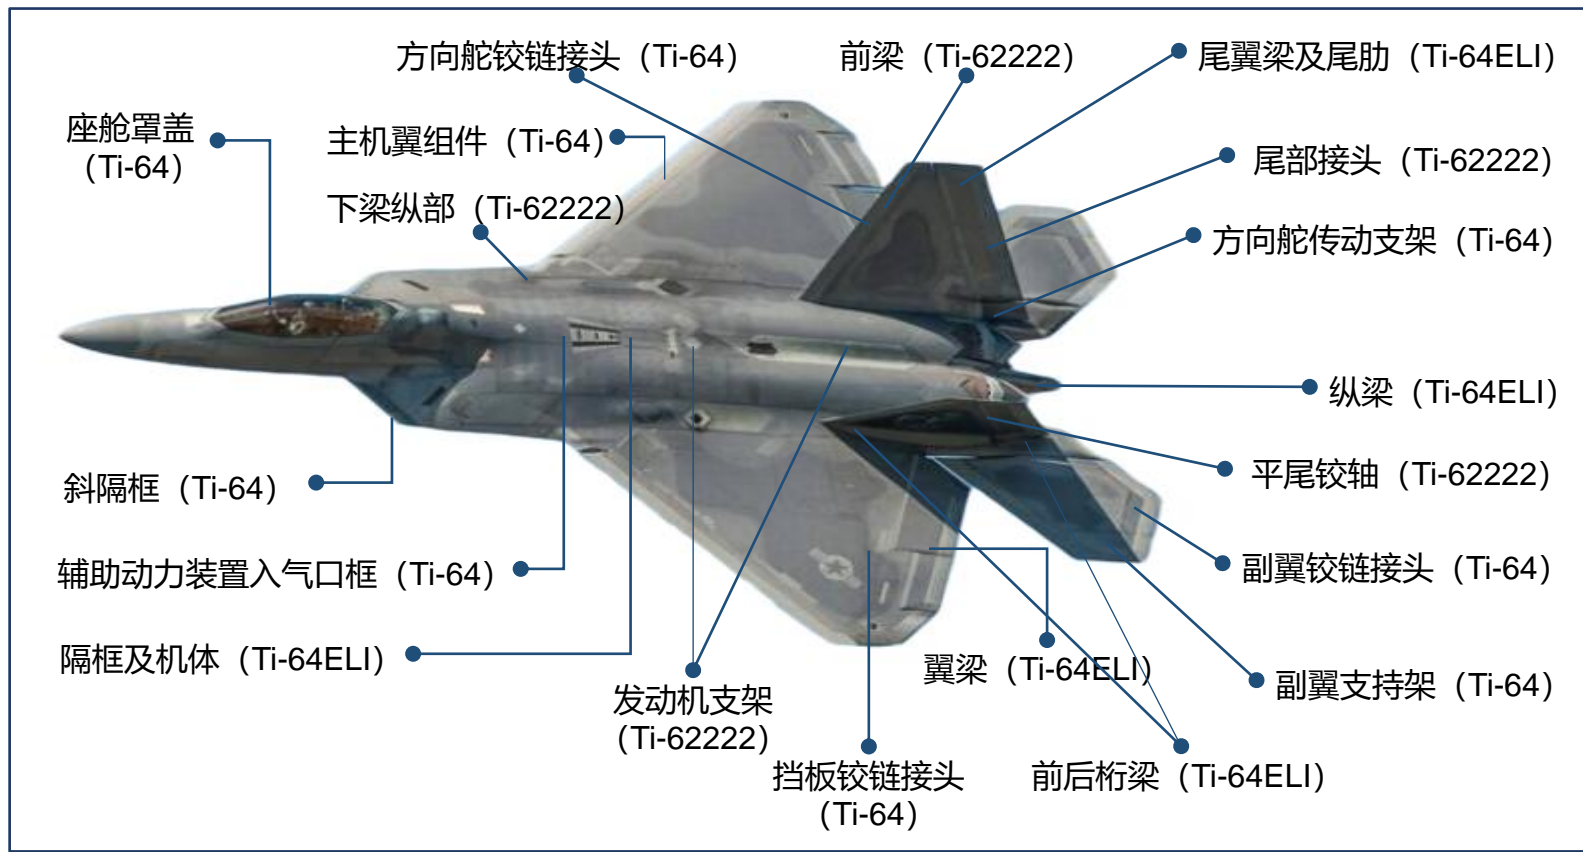 方向舵铰链接头（Ti-64）
前梁（Ti-62222）
尾翼梁及尾肋（Ti-64ELI）
座舱罩盖
（Ti-64）
主机翼组件（Ti-64）
尾部接头（Ti-62222）
下梁纵部（Ti-62222）
方向舵传动支架（Ti-64）
纵梁（Ti-64ELI）
斜隔框（Ti-64）
平尾铰轴（Ti-62222）
辅助动力装置入气口框（Ti-64）
副翼铰链接头（Ti-64）
隔框及机体（Ti-64ELI）
翼梁（Ti-64ELI）
副翼支持架（Ti-64）
发动机支架
（Ti-62222）
挡板铰链接头
（Ti-64）
前后桁梁（Ti-64ELI）